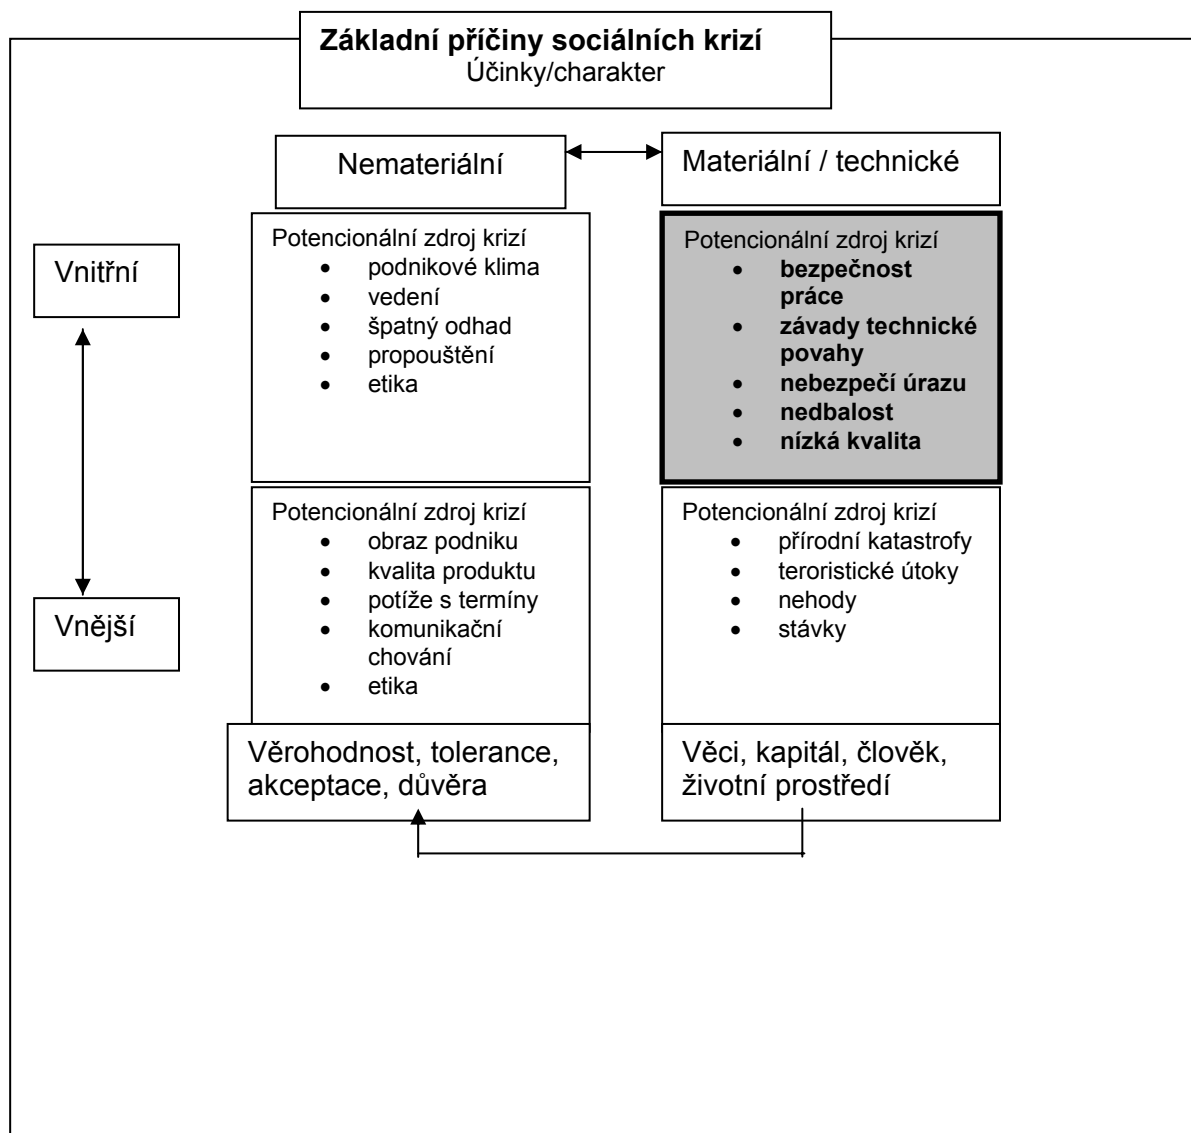 Základní příčiny sociálních krizí
Účinky/charakter
Nemateriální
Materiální / technické
Vnitřní
Potencionální zdroj krizí
• podnikové klima
• vedení
• špatný odhad
• propouštění
• etika
Potencionální zdroj krizí
• bezpečnost
práce
• závady technické
povahy
• nebezpečí úrazu
• nedbalost
• nízká kvalita
Vnější
Potencionální zdroj krizí
• obraz podniku
• kvalita produktu
• potíže s termíny
• komunikační
chování
• etika
Potencionální zdroj krizí
• přírodní katastrofy
• teroristické útoky
• nehody
• stávky
Věrohodnost, tolerance,
akceptace, důvěra
Věci, kapitál, člověk,
životní prostředí